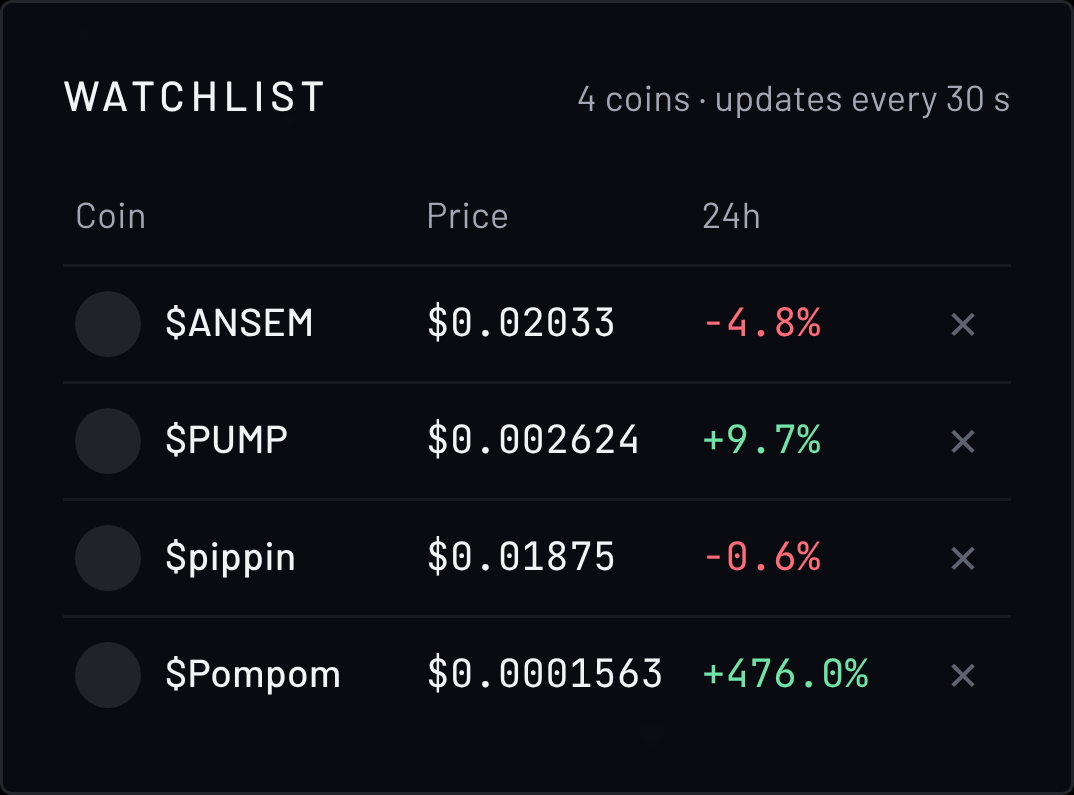 WATCHLIST 4 coins · updates every 30 s
Coin Price 24h
$ANSEM $0.02033 -4.8% ×
$PUMP $0.002624 +9.7% ×
$pippin $0.01875 -0.6% ×
$Pompom $0.0001563 +476.0% ×